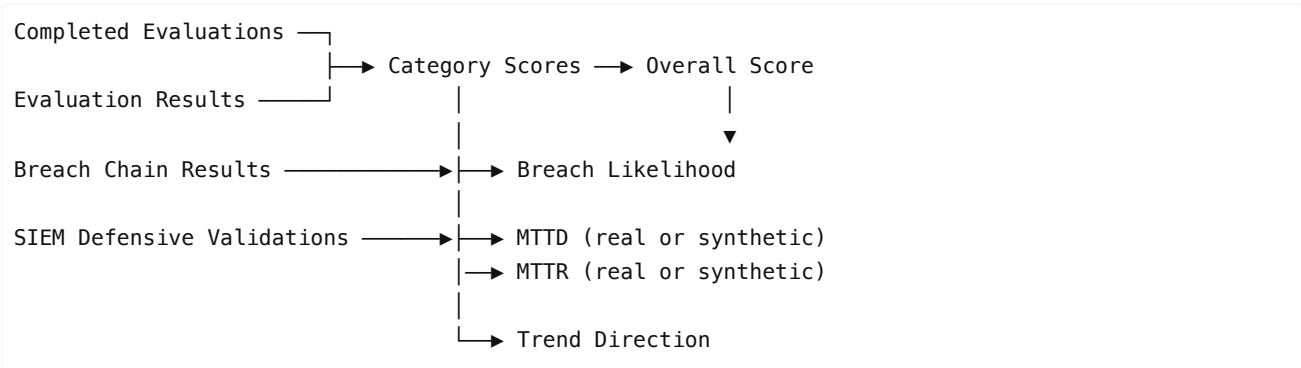 Completed Evaluations
Category Scores Overall Score
Evaluation Results
Breach Chain Results Breach Likelihood
SIEM Defensive Validations MTTD (real or synthetic)
MTTR (real or synthetic)
Trend Direction